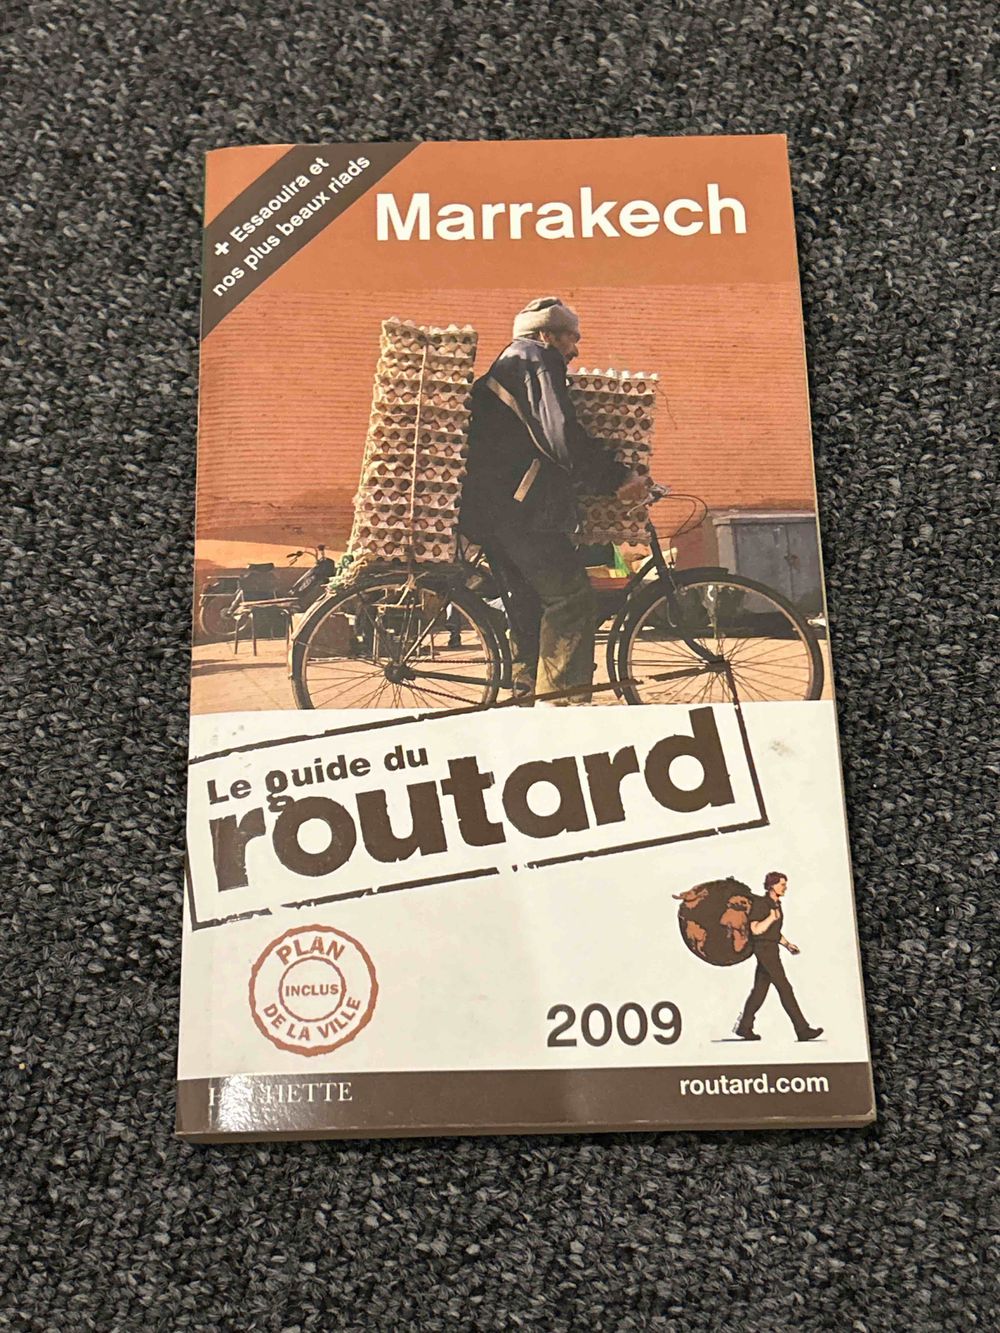 + Essaouira et
nos plus beaux riads
Marrakech
Le guide du
routard
PLAN
INCLUS
DE LA VILLE
2009
HACHETTE
routard.com